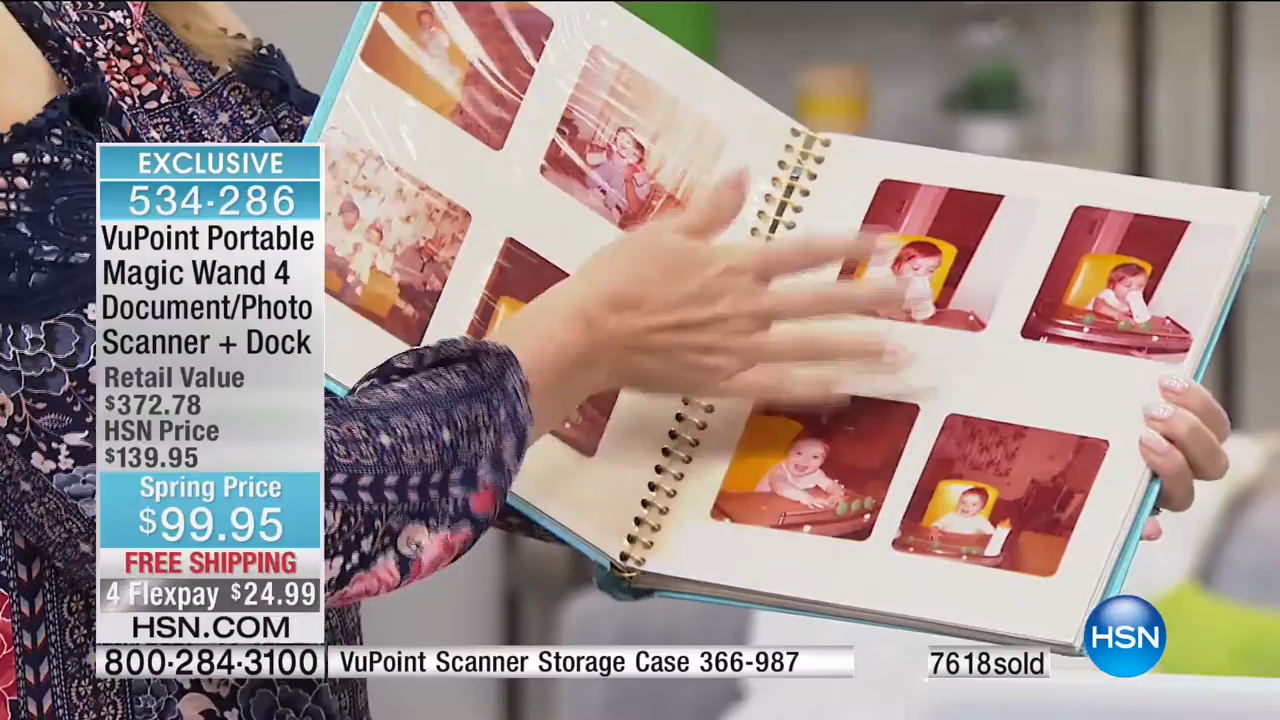 EXCLUSIVE
534-286
VuPoint Portable
Magic Wand 4
Document/Photo
Scanner + Dock
Retail Value
$372.78
HSN Price
$139.95
Spring Price
$99.95
FREE SHIPPING
4 Flexpay $24.99
HSN.COM
800-284-3100
VuPoint Scanner Storage Case 366-987
7618sold
HSN